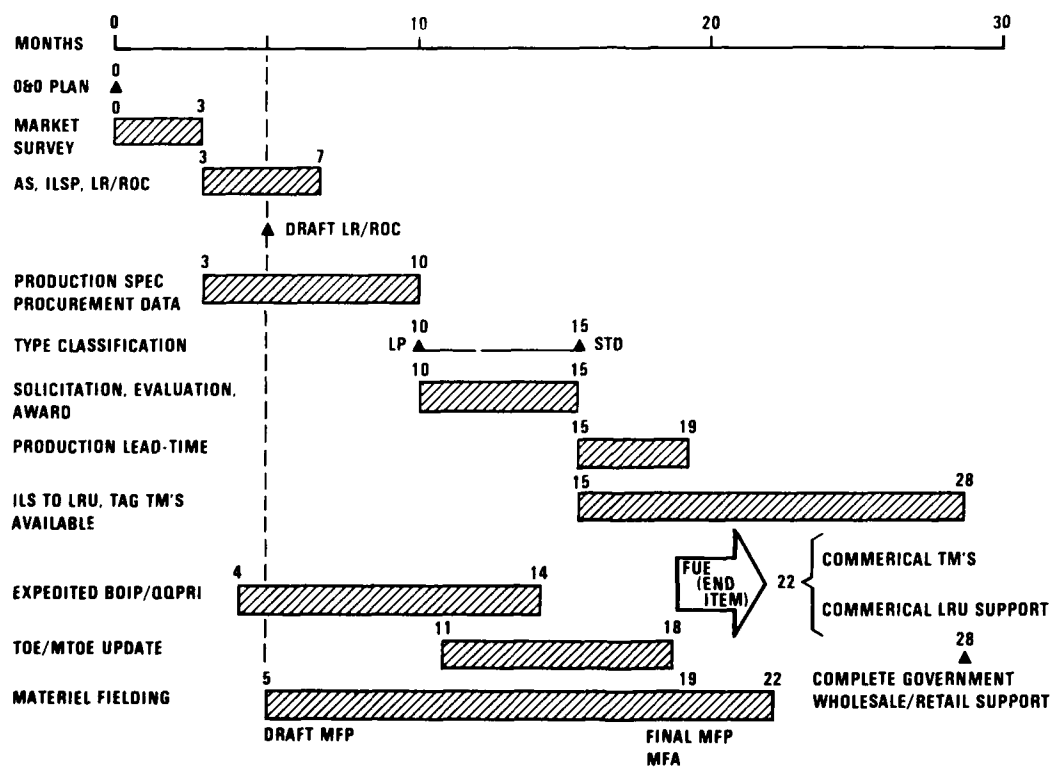 0 10 20 30
MONTHS
0
O&O PLAN
0 3
MARKET
SURVEY
3 7
AS, ILSP, LR/ROC
DRAFT LR/ROC
3 10
PRODUCTION SPEC
PROCUREMENT DATA
10 15
TYPE CLASSIFICATION LP STD
10 15
SOLICITATION, EVALUATION,
AWARD
15 19
PRODUCTION LEAD-TIME
15 28
ILS TO LRU, TAG TM'S
AVAILABLE
FUE
(END
ITEM)
22
COMMERICAL TM'S
COMMERICAL LRU SUPPORT
4 14
EXPEDITED BOIP/QQPRI
11 18
TOE/MTOE UPDATE
28
COMPLETE GOVERNMENT
WHOLESALE/RETAIL SUPPORT
5 19 22
MATERIEL FIELDING
DRAFT MFP FINAL MFP
MFA